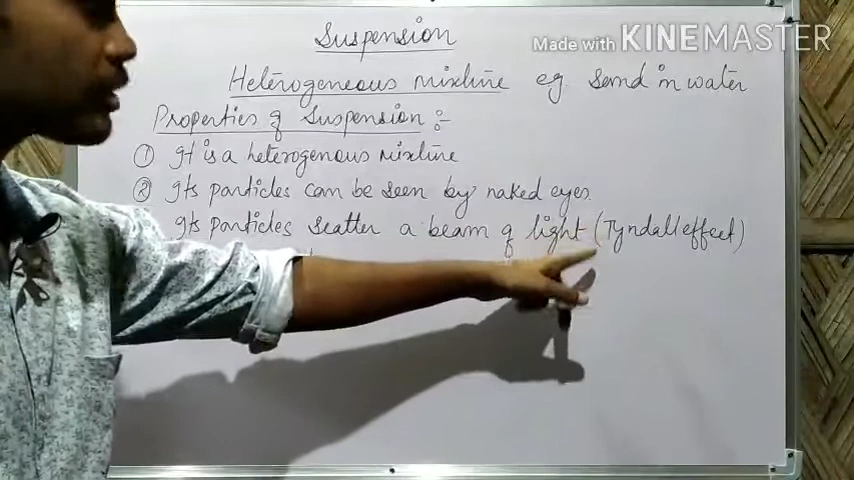 Suspension
Made with KINEMASTER
Heterogeneous mixture eg sand in water
Properties of Suspension :-
① It is a heterogenous mixture
② Its particles can be seen by naked eyes.
Its particles scatter a beam of light (Tyndall effect)